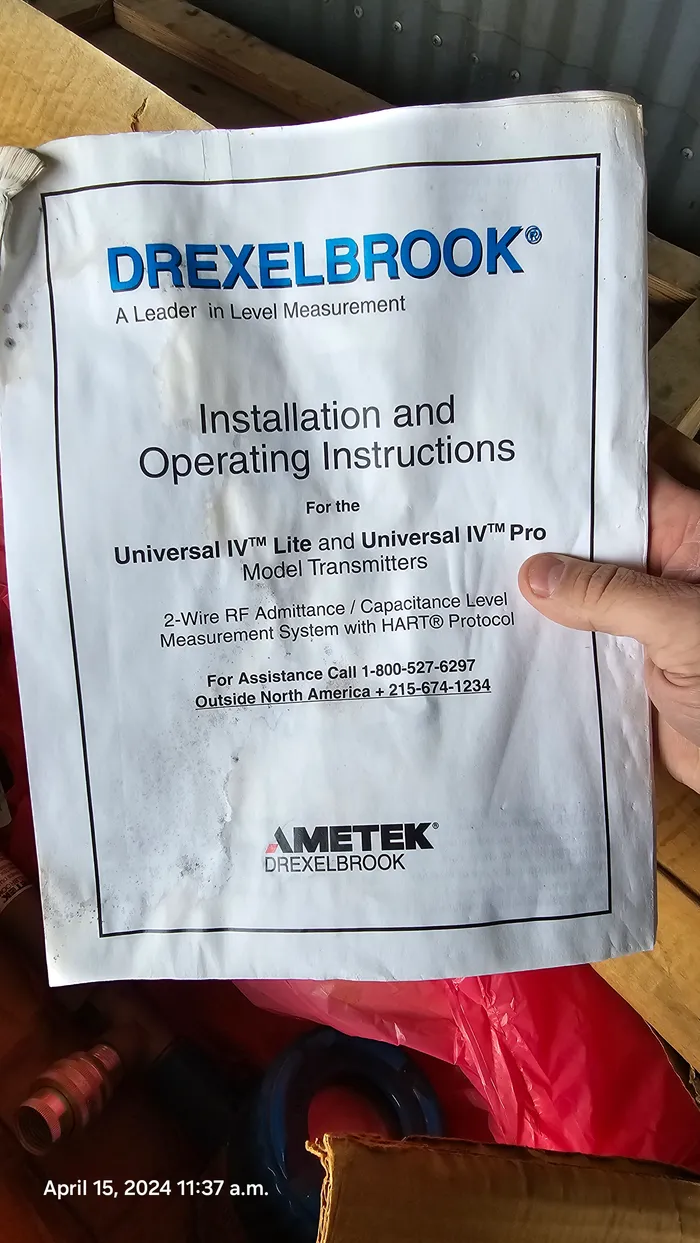 DREXELBROOK®
A Leader in Level Measurement
Installation and
Operating Instructions
For the
Universal IV™ Lite and Universal IV™ Pro
Model Transmitters
2-Wire RF Admittance / Capacitance Level
Measurement System with HART® Protocol
For Assistance Call 1-800-527-6297
Outside North America + 215-674-1234
AMETEK®
DREXELBROOK
April 15, 2024 11:37 a.m.